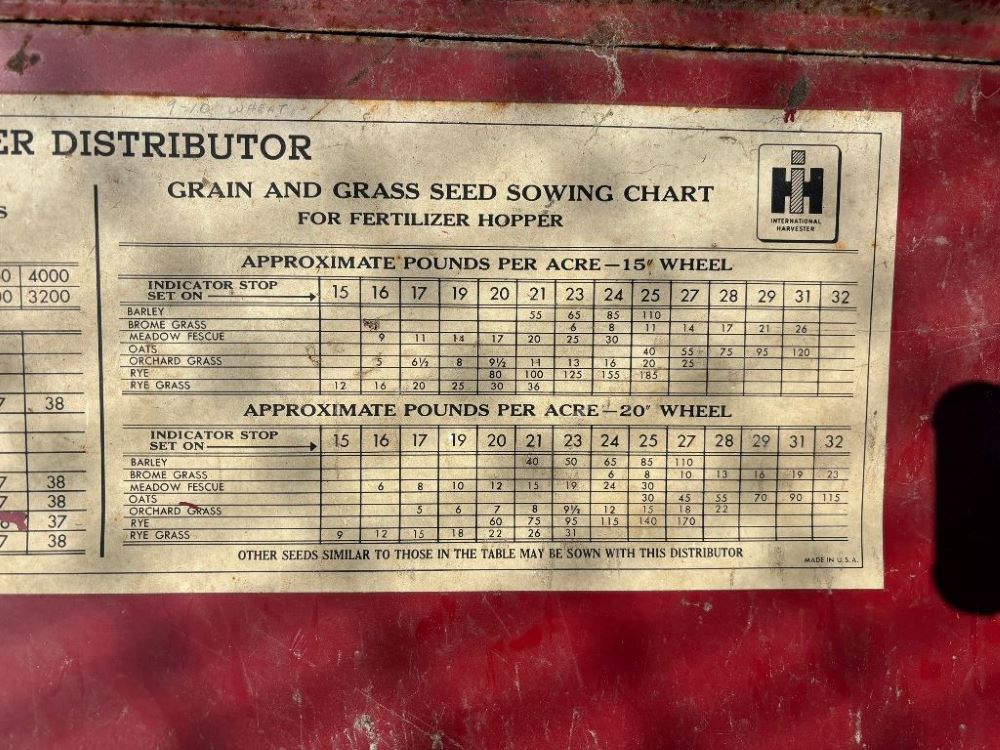 9-10 WHEAT
ER DISTRIBUTOR
S
0 4000
00 3200
7 38
7 38
7 38
37
7 38
GRAIN AND GRASS SEED SOWING CHART
FOR FERTILIZER HOPPER
IH
INTERNATIONAL
HARVESTER
APPROXIMATE POUNDS PER ACRE—15" WHEEL
INDICATOR STOP
SET ON 15 16 17 19 20 21 23 24 25 27 28 29 31 32
BARLEY 55 65 85 110
BROME GRASS 6 8 11 14 17 21 26
MEADOW FESCUE 9 11 14 17 20 25 30
OATS 40 55 75 95 120
ORCHARD GRASS 5 6½ 8 9½ 11 13 16 20 25
RYE 80 100 125 155 185
RYE GRASS 12 16 20 25 30 36
APPROXIMATE POUNDS PER ACRE—20" WHEEL
INDICATOR STOP
SET ON 15 16 17 19 20 21 23 24 25 27 28 29 31 32
BARLEY 40 50 65 85 110
BROME GRASS 6 8 10 13 16 19 23
MEADOW FESCUE 6 8 10 12 15 19 24 30
OATS 30 45 55 70 90 115
ORCHARD GRASS 5 6 7 8 9½ 12 15 18 22
RYE 60 75 95 115 140 170
RYE GRASS 9 12 15 18 22 26 31
OTHER SEEDS SIMILAR TO THOSE IN THE TABLE MAY BE SOWN WITH THIS DISTRIBUTOR
MADE IN U.S.A.